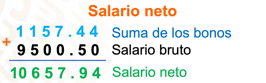 Salario neto
1157.44 Suma de los bonos
+ 9500.50 Salario bruto
10657.94 Salario neto